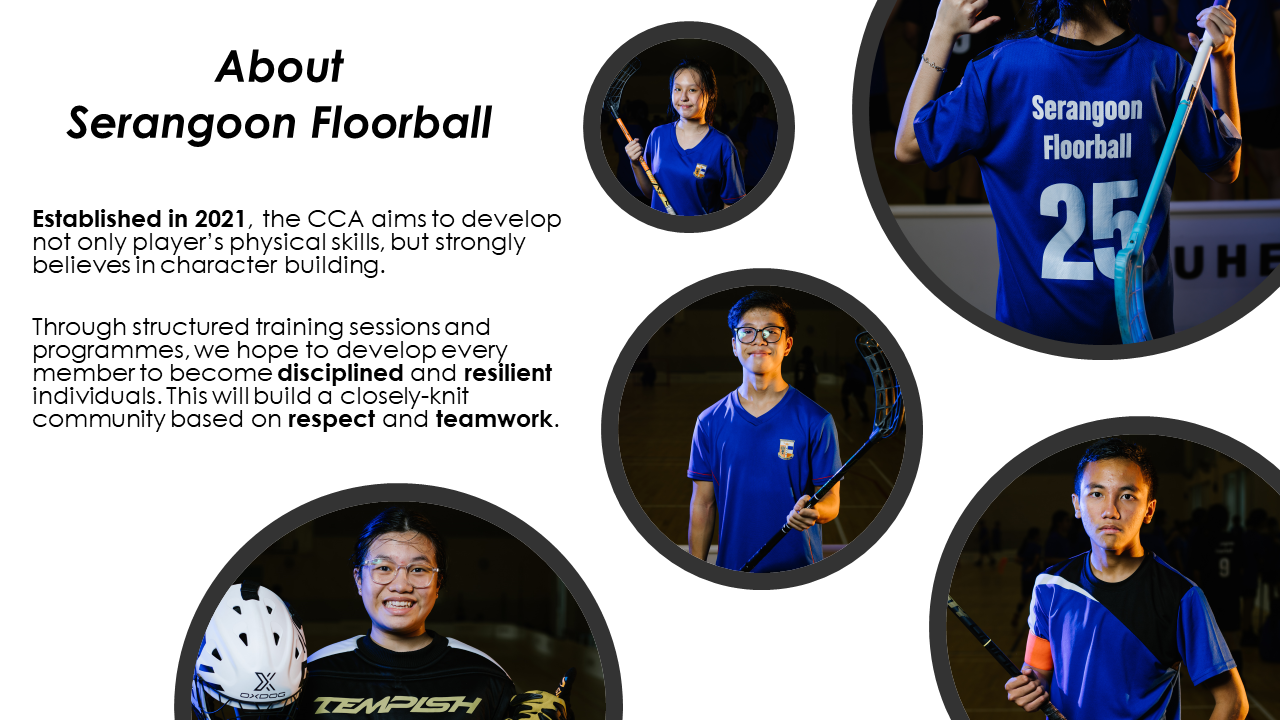 About
Serangoon Floorball
Established in 2021, the CCA aims to develop
not only player’s physical skills, but strongly
believes in character building.
Through structured training sessions and
programmes, we hope to develop every
member to become disciplined and resilient
individuals. This will build a closely-knit
community based on respect and teamwork.
Serangoon
Floorball
25
UHE
9
OXDOG
TEMPISH